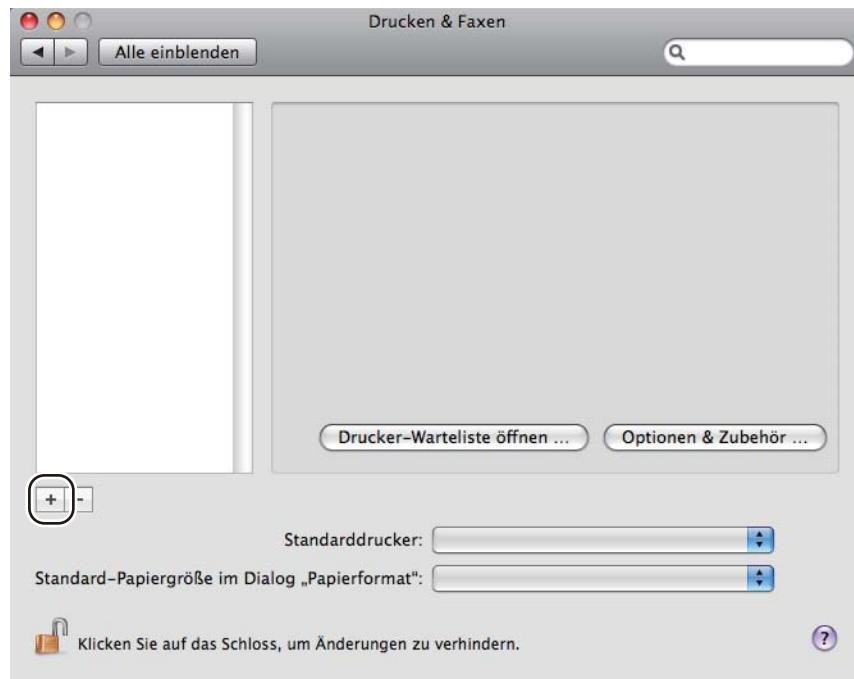 Drucken & Faxen
Alle einblenden
Drucker-Warteliste öffnen ...
Optionen & Zubehör ...
+ -
Standarddrucker:
Standard-Papiergröße im Dialog „Papierformat“:
Klicken Sie auf das Schloss, um Änderungen zu verhindern.
?